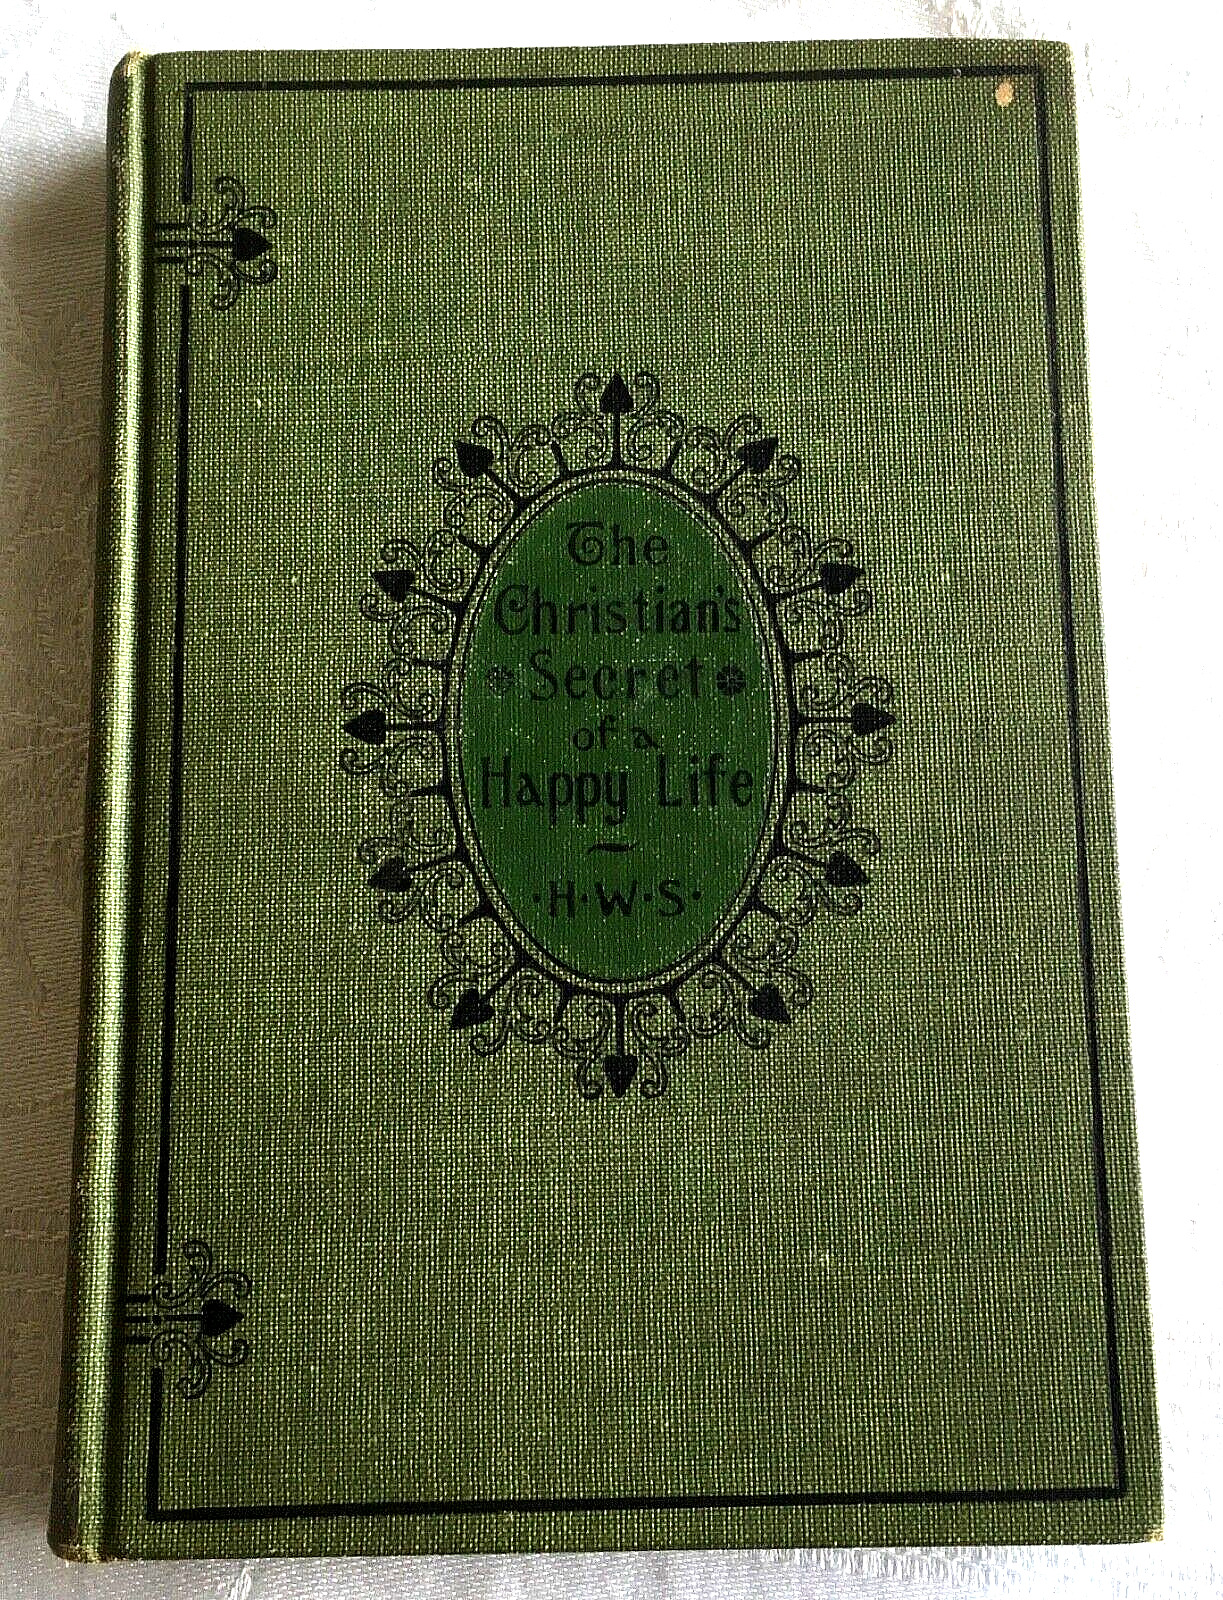 The
Christian's
Secret
of a
Happy Life
·H·W·S·